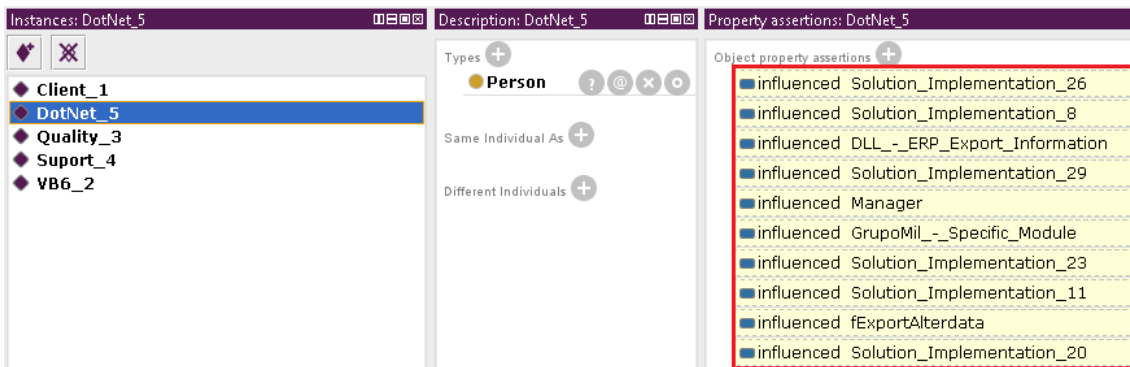 Instances: DotNet_5
Client_1
DotNet_5
Quality_3
Suport_4
VB6_2
Description: DotNet_5
Types
Person
? @ X O
Same Individual As
Different Individuals
Property assertions: DotNet_5
Object property assertions
influenced Solution_Implementation_26
influenced Solution_Implementation_8
influenced DLL_-_ERP_Export_Information
influenced Solution_Implementation_29
influenced Manager
influenced GrupoMil_-_Specific_Module
influenced Solution_Implementation_23
influenced Solution_Implementation_11
influenced fExportAlterdata
influenced Solution_Implementation_20